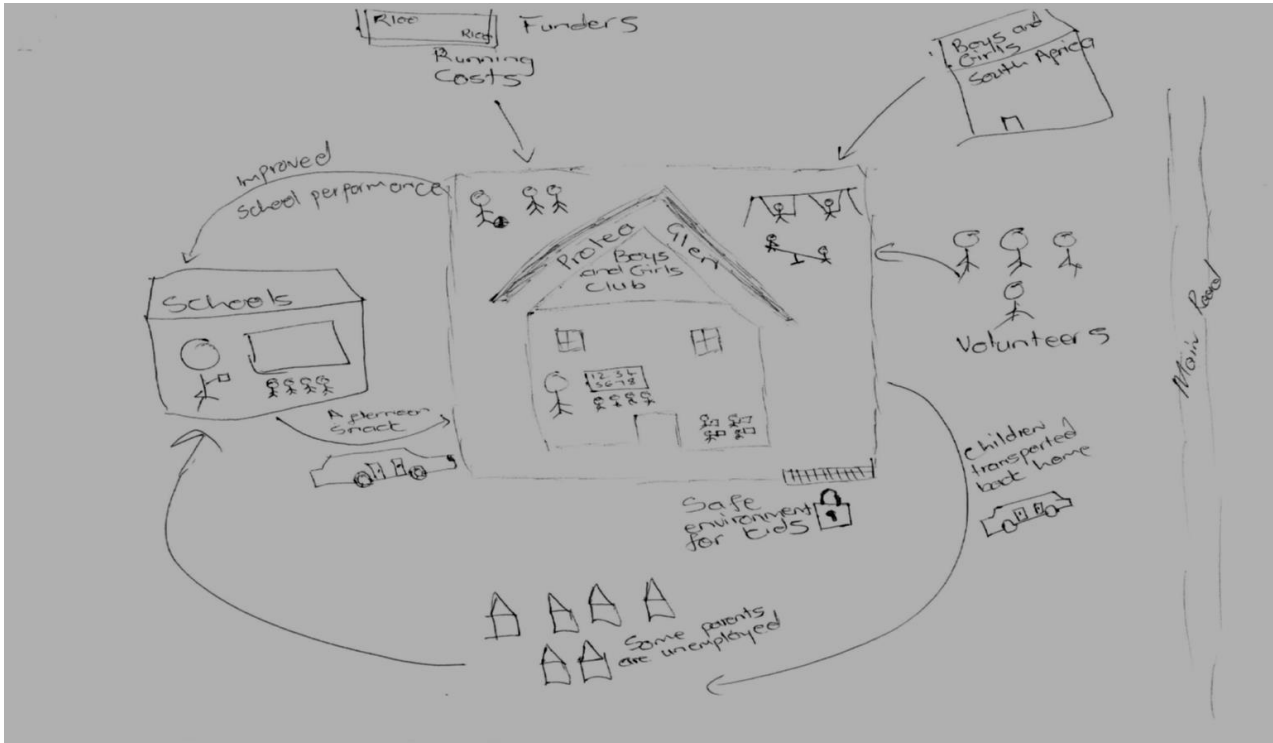 R100
R100
Funders
Running
Costs
Boys and
Girls
South Africa
Improved
School performance
Protea Glen
Boys
and Girls
Club
Schools
1 2 3 4
5 6 7 8
Volunteers
Main Road
Afternoon
Snack
Children
transported
back home
Safe
environment
for kids
Some parents
are unemployed